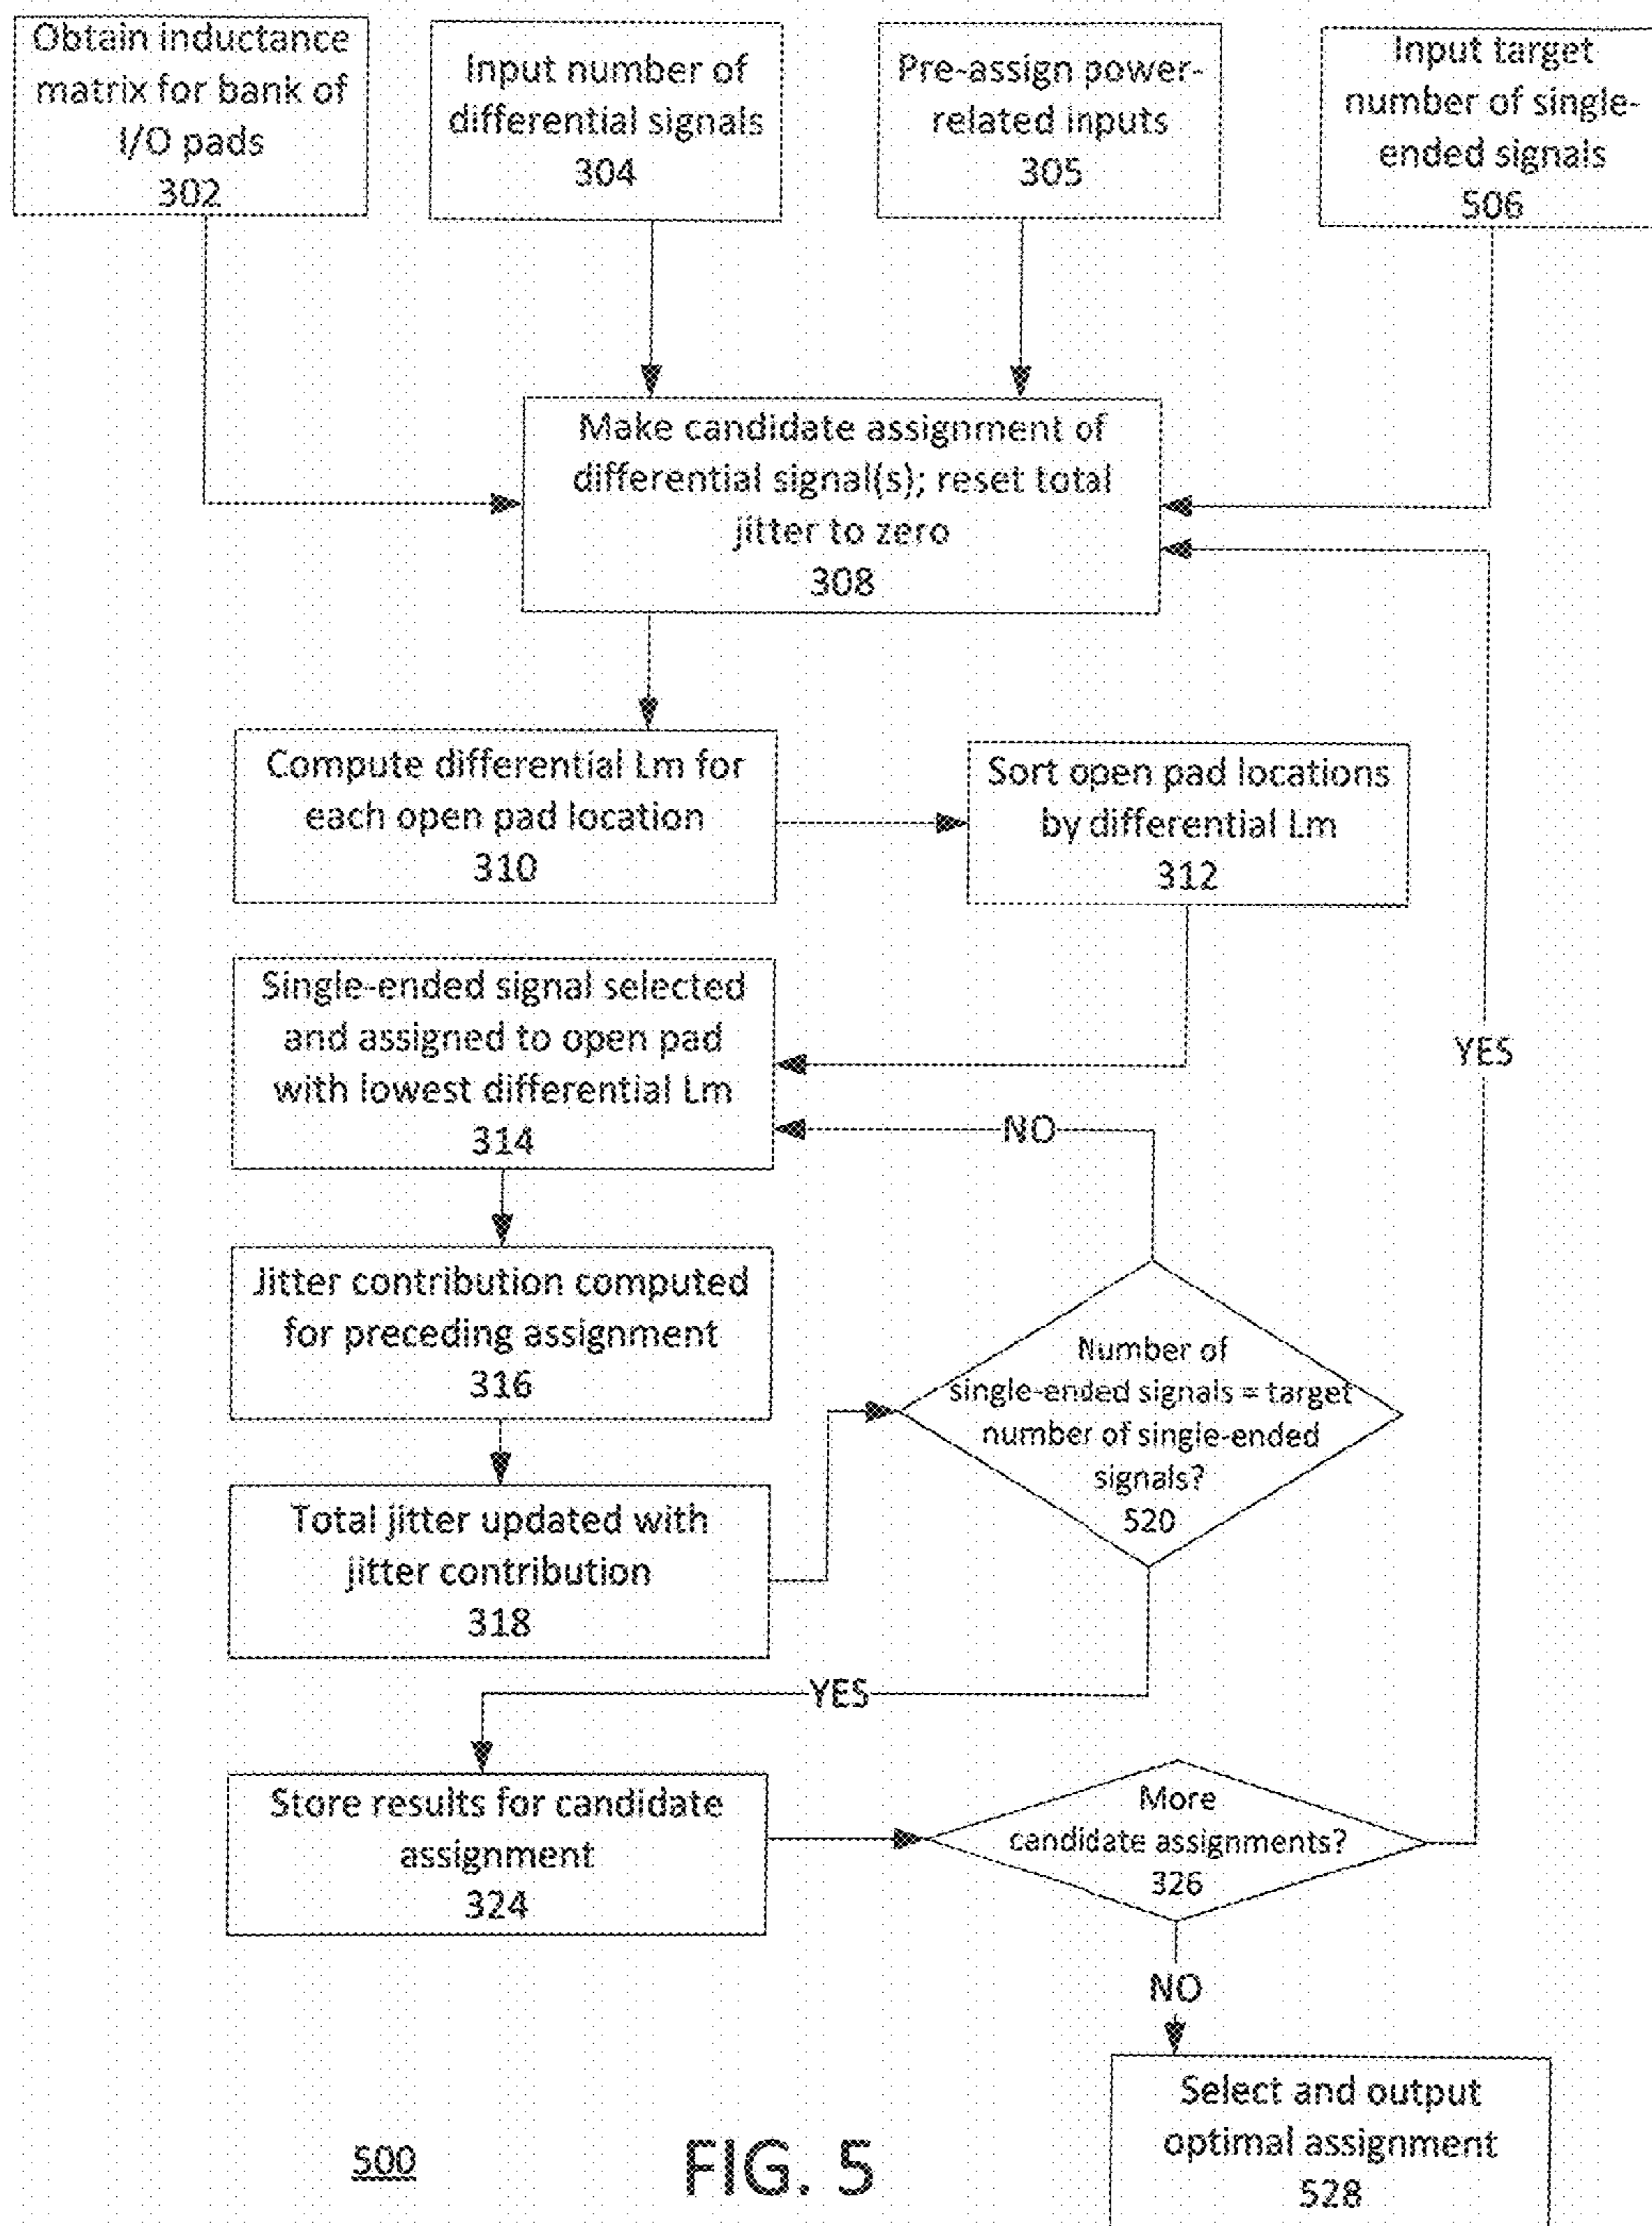 Obtain inductance
matrix for bank of
I/O pads
302
Input number of
differential signals
304
Pre-assign power-
related inputs
305
Input target
number of single-
ended signals
506
Make candidate assignment of
differential signal(s); reset total
jitter to zero
308
Compute differential Lm for
each open pad location
310
Sort open pad locations
by differential Lm
312
Single-ended signal selected
and assigned to open pad
with lowest differential Lm
314
YES
NO
Jitter contribution computed
for preceding assignment
316
Number of
single-ended signals = target
number of single-ended
signals?
520
Total jitter updated with
jitter contribution
318
YES
Store results for candidate
assignment
324
More
candidate assignments?
326
NO
Select and output
optimal assignment
528
500
FIG. 5